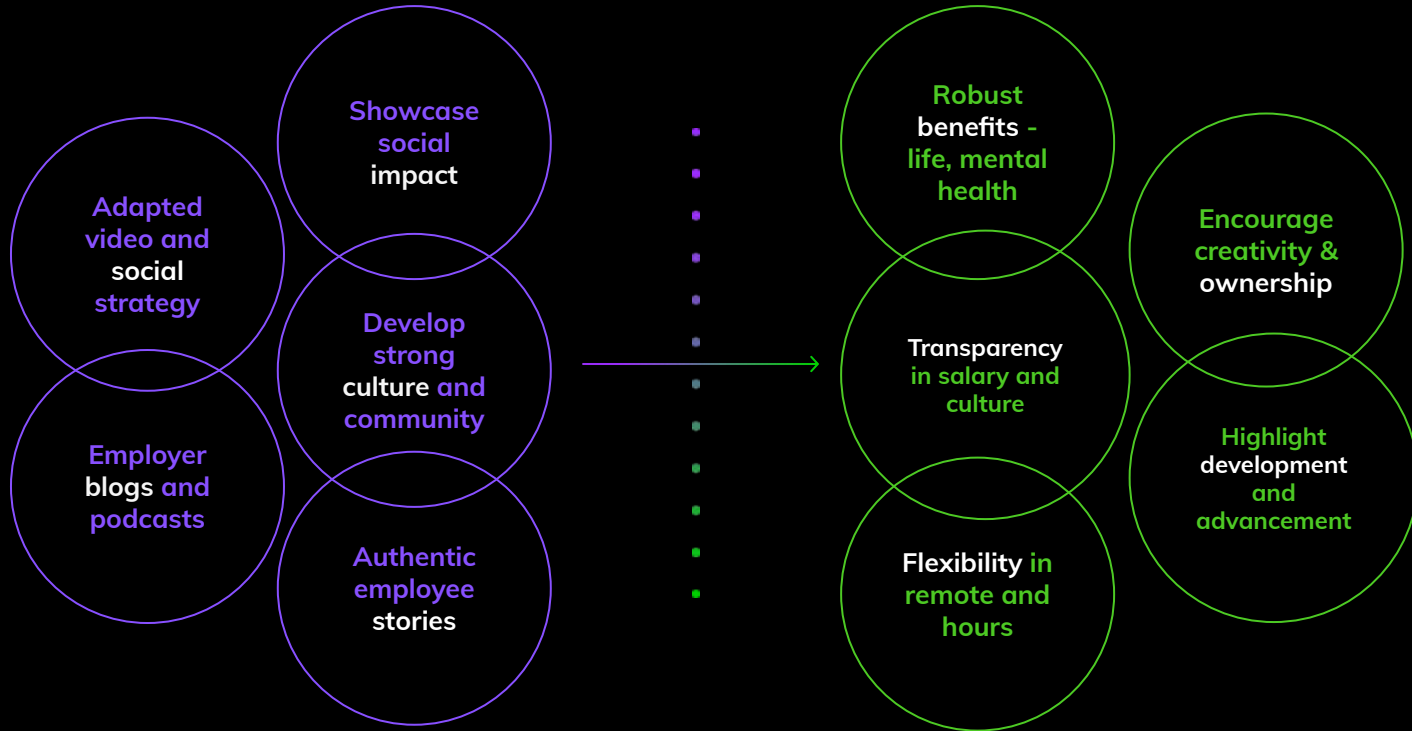 Showcase
social
impact
Adapted
video and
social
strategy
Develop
strong
culture and
community
Employer
blogs and
podcasts
Authentic
employee
stories
Robust
benefits -
life, mental
health
Encourage
creativity &
ownership
Transparency
in salary and
culture
Highlight
development
and
advancement
Flexibility in
remote and
hours